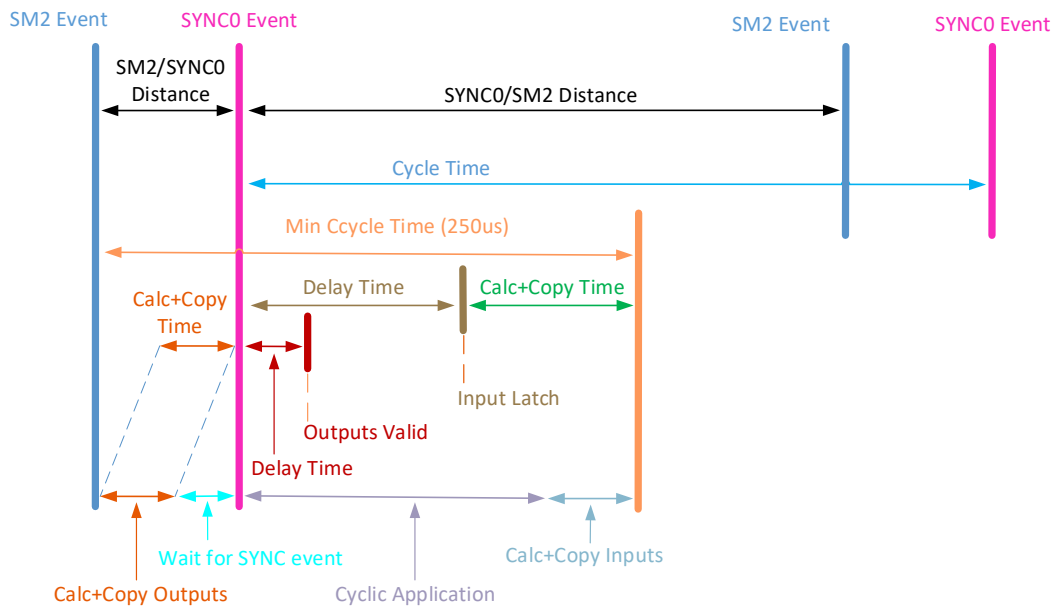 SM2 Event
SYNC0 Event
SM2 Event
SYNC0 Event
SM2/SYNC0
Distance
SYNC0/SM2 Distance
Cycle Time
Min Ccycle Time (250us)
Delay Time
Calc+Copy Time
Calc+Copy
Time
Input Latch
Outputs Valid
Delay Time
Wait for SYNC event
Calc+Copy Inputs
Calc+Copy Outputs
Cyclic Application